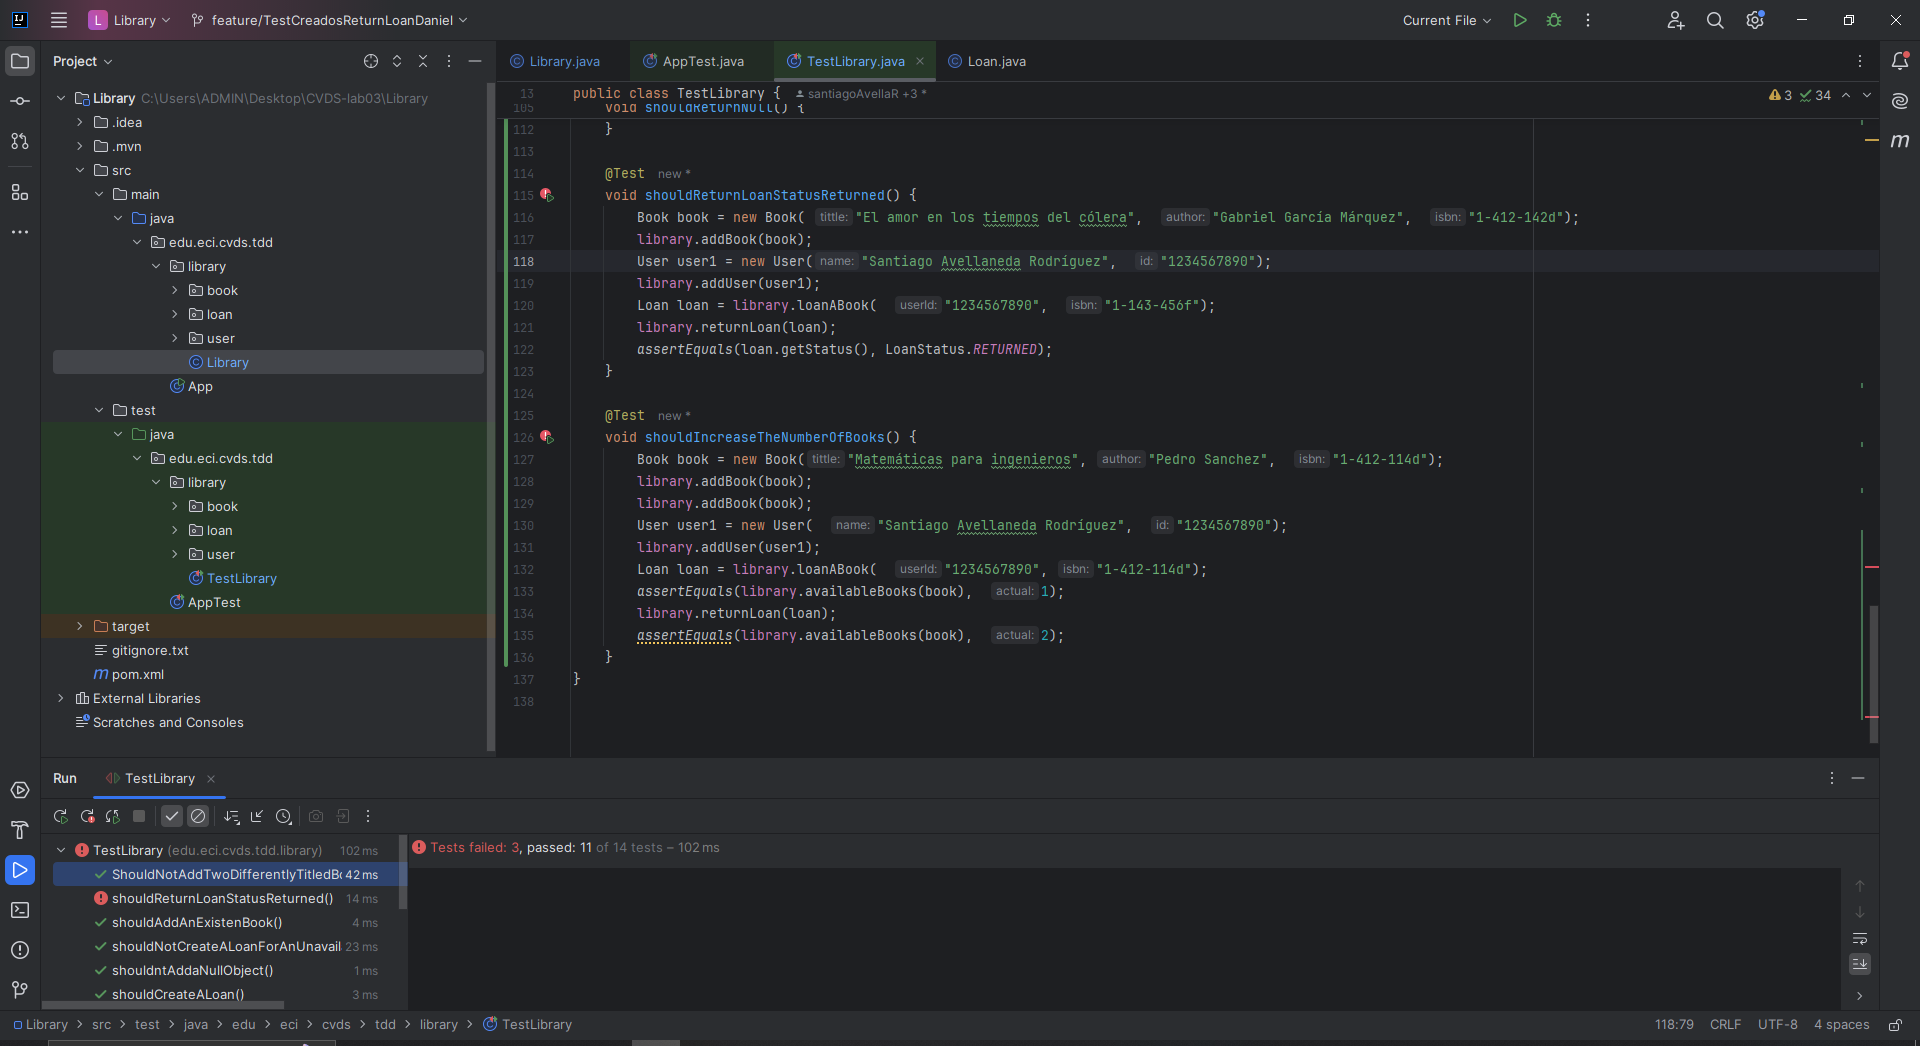 L Library feature/TestCreadosReturnLoanDaniel Current File
Project
Library C:\Users\ADMIN\Desktop\CVDS-lab03\Library
.idea
.mvn
src
main
java
edu.eci.cvds.tdd
library
book
loan
user
Library
App
test
java
edu.eci.cvds.tdd
library
book
loan
user
TestLibrary
AppTest
target
gitignore.txt
m pom.xml
External Libraries
Scratches and Consoles
Library.java AppTest.java TestLibrary.java Loan.java
13 public class TestLibrary { santiagoAvellaR +3 * 3 34
105 void shouldReturnNull() {
112 }
113
114 @Test new *
115 void shouldReturnLoanStatusReturned() {
116 Book book = new Book( tittle: "El amor en los tiempos del cólera", author: "Gabriel García Márquez", isbn: "1-412-142d");
117 library.addBook(book);
118 User user1 = new User( name: "Santiago Avellaneda Rodríguez", id: "1234567890");
119 library.addUser(user1);
120 Loan loan = library.loanABook( userId: "1234567890", isbn: "1-143-456f");
121 library.returnLoan(loan);
122 assertEquals(loan.getStatus(), LoanStatus.RETURNED);
123 }
124
125 @Test new *
126 void shouldIncreaseTheNumberOfBooks() {
127 Book book = new Book( tittle: "Matemáticas para ingenieros", author: "Pedro Sanchez", isbn: "1-412-114d");
128 library.addBook(book);
129 library.addBook(book);
130 User user1 = new User( name: "Santiago Avellaneda Rodríguez", id: "1234567890");
131 library.addUser(user1);
132 Loan loan = library.loanABook( userId: "1234567890", isbn: "1-412-114d");
133 assertEquals(library.availableBooks(book), actual: 1);
134 library.returnLoan(loan);
135 assertEquals(library.availableBooks(book), actual: 2);
136 }
137 }
138
m
Run TestLibrary
TestLibrary (edu.eci.cvds.tdd.library) 102 ms
ShouldNotAddTwoDifferentlyTitledBo 42 ms
shouldReturnLoanStatusReturned() 14 ms
shouldAddAnExistenBook() 4 ms
shouldNotCreateALoanForAnUnavail 23 ms
shouldntAddaNullObject() 1 ms
shouldCreateALoan() 3 ms
Tests failed: 3, passed: 11 of 14 tests – 102 ms
Library > src > test > java > edu > eci > cvds > tdd > library > TestLibrary 118:79 CRLF UTF-8 4 spaces